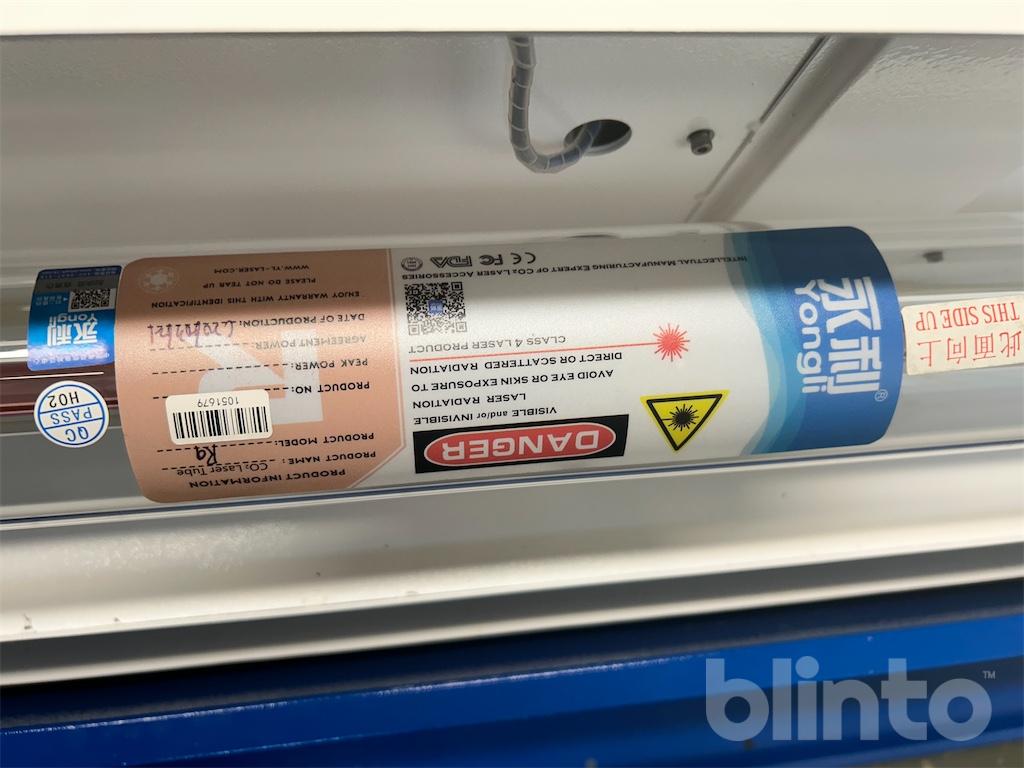 永利
Yongli®
INTELLECTUAL MANUFACTURING EXPERT OF CO₂ LASER ACCESSORIES
CE FC FDA
CLASS 4 LASER PRODUCT
DIRECT OR SCATTERED RADIATION
AVOID EYE OR SKIN EXPOSURE TO
LASER RADIATION
VISIBLE and/or INVISIBLE
DANGER
PRODUCT INFORMATION
PRODUCT NAME: CO₂ Laser Tube
PRODUCT MODEL: R9
1051679
PRODUCT NO:
PEAK POWER:
AGREEMENT POWER:
DATE OF PRODUCTION:
ENJOY WARRANTY WITH THIS IDENTIFICATION
PLEASE DO NOT TEAR UP
WWW.YL-LASER.COM
永利
Yongli
QC
PASS
H02
此面向上
THIS SIDE UP
blinto™